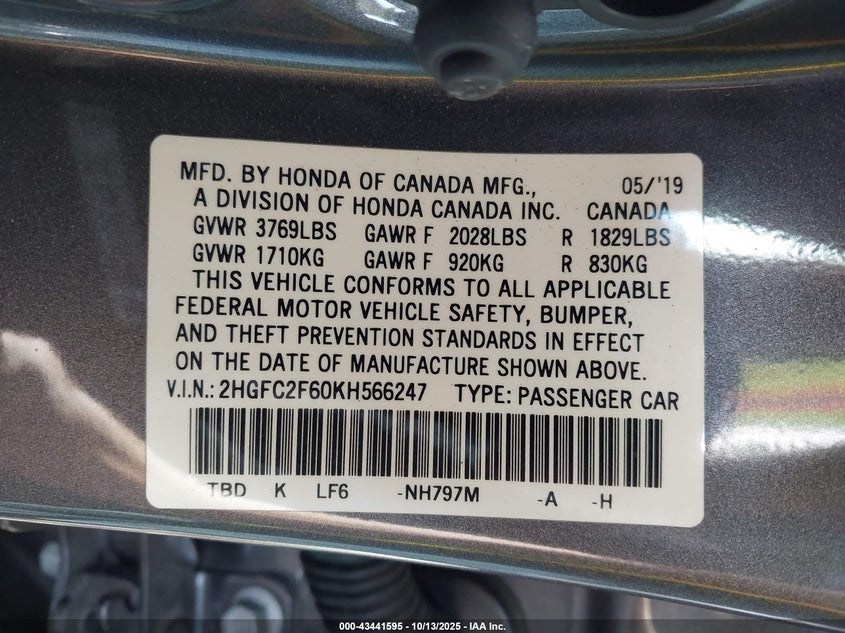 MFD. BY HONDA OF CANADA MFG., 05/'19
A DIVISION OF HONDA CANADA INC. CANADA
GVWR 3769LBS GAWR F 2028LBS R 1829LBS
GVWR 1710KG GAWR F 920KG R 830KG
THIS VEHICLE CONFORMS TO ALL APPLICABLE
FEDERAL MOTOR VEHICLE SAFETY, BUMPER,
AND THEFT PREVENTION STANDARDS IN EFFECT
ON THE DATE OF MANUFACTURE SHOWN ABOVE.
V.I.N.: 2HGFC2F60KH566247 TYPE: PASSENGER CAR
TBD K LF6 -NH797M -A -H
000-43441595 - 10/13/2025 - IAA Inc.